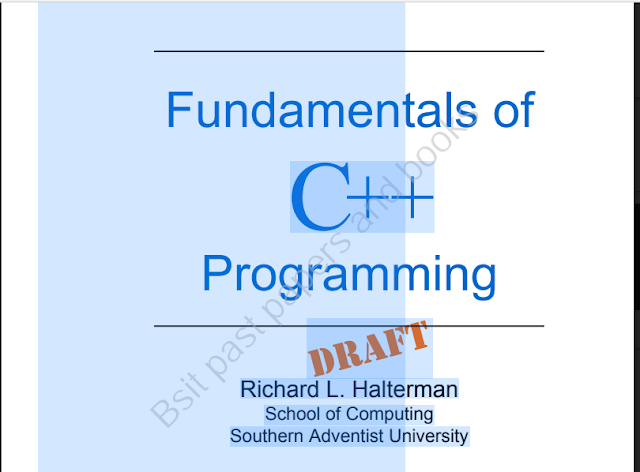 Fundamentals of
C++
Programming
DRAFT
Richard L. Halterman
School of Computing
Southern Adventist University
Bsit past papers and books